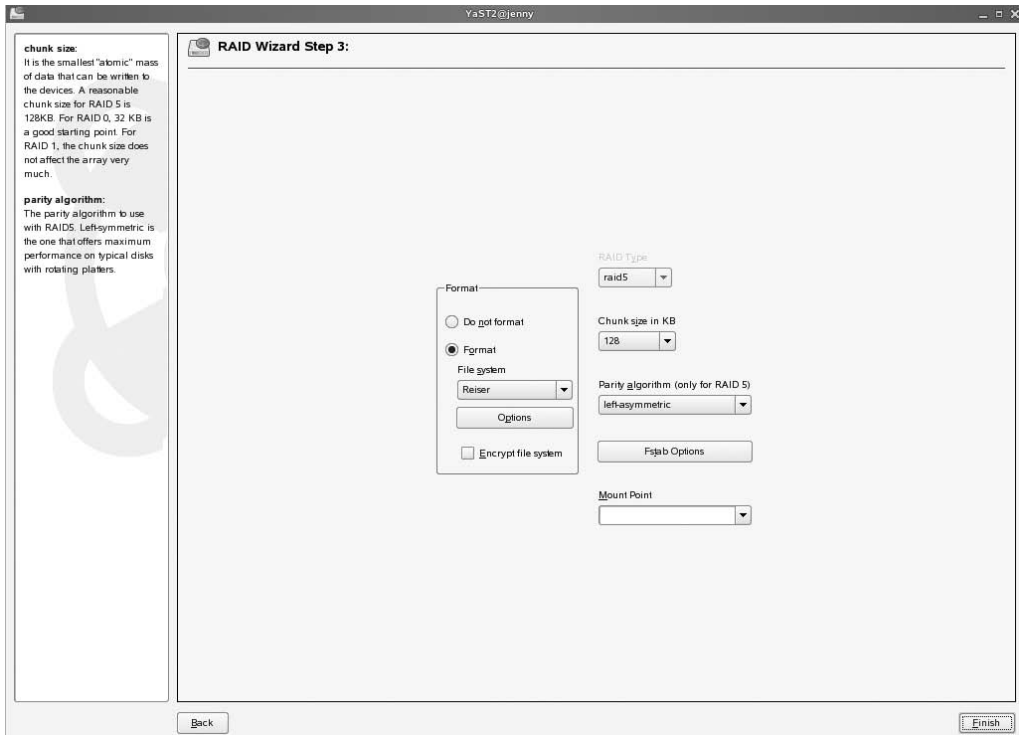 YaST2@jenny
chunk size:
It is the smallest "atomic" mass
of data that can be written to
the devices. A reasonable
chunk size for RAID 5 is
128KB. For RAID 0, 32 KB is
a good starting point. For
RAID 1, the chunk size does
not affect the array very
much.
parity algorithm:
The parity algorithm to use
with RAID5. Left-symmetric is
the one that offers maximum
performance on typical disks
with rotating platters.
RAID Wizard Step 3:
Format
Do not format
Format
File system
Reiser
Options
Encrypt file system
RAID Type
raid5
Chunk size in KB
128
Parity algorithm (only for RAID 5)
left-asymmetric
Fstab Options
Mount Point
Back
Finish